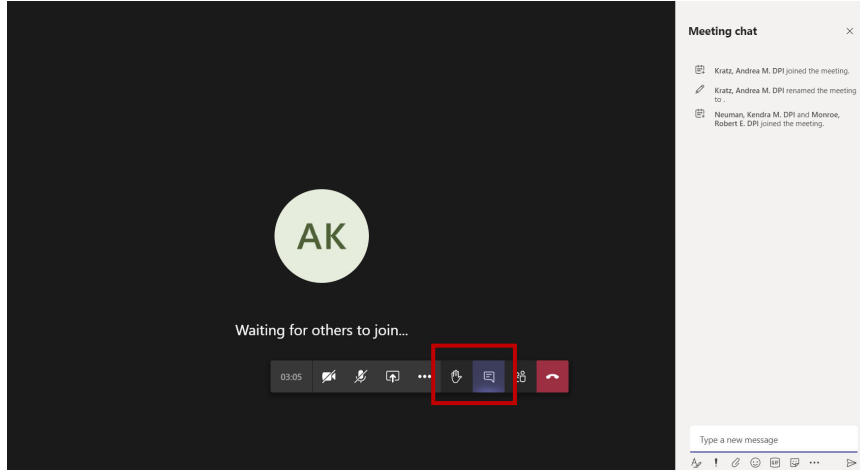 Meeting chat
Kratz, Andrea M. DPI joined the meeting.
Kratz, Andrea M. DPI renamed the meeting
to .
Neuman, Kendra M. DPI and Monroe,
Robert E. DPI joined the meeting.
AK
Waiting for others to join...
03:05
Type a new message
GIF